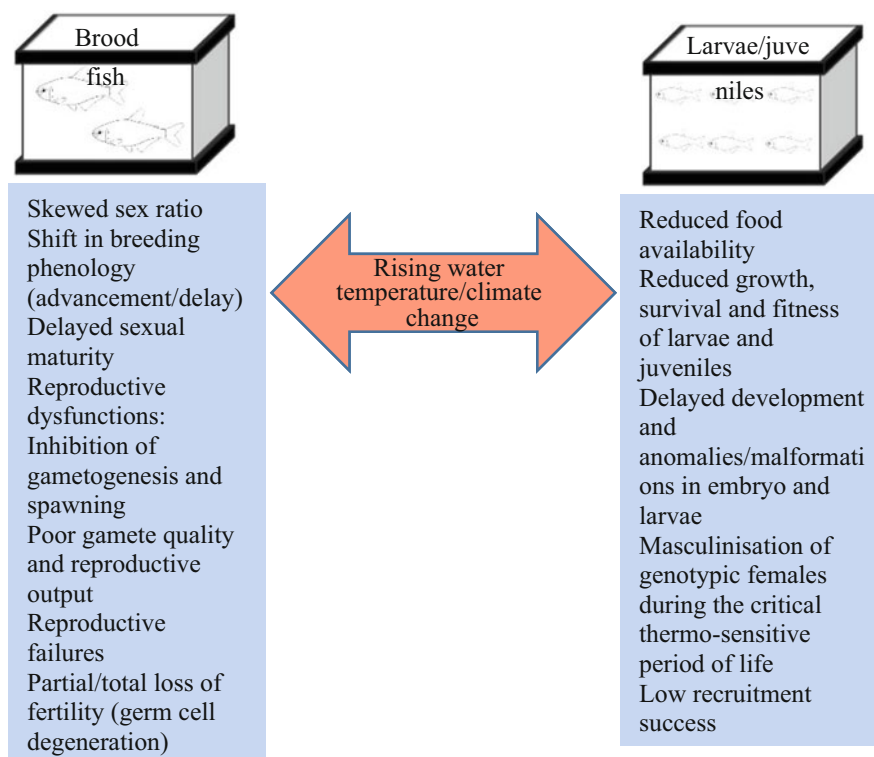 Brood
fish
Skewed sex ratio
Shift in breeding
phenology
(advancement/delay)
Delayed sexual
maturity
Reproductive
dysfunctions:
Inhibition of
gametogenesis and
spawning
Poor gamete quality
and reproductive
output
Reproductive
failures
Partial/total loss of
fertility (germ cell
degeneration)
Rising water
temperature/climate
change
Larvae/juve
niles
Reduced food
availability
Reduced growth,
survival and fitness
of larvae and
juveniles
Delayed development
and
anomalies/malformati
ons in embryo and
larvae
Masculinisation of
genotypic females
during the critical
thermo-sensitive
period of life
Low recruitment
success